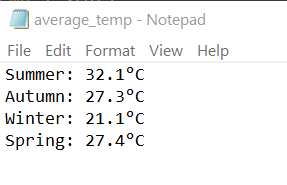 average_temp - Notepad
File Edit Format View Help
Summer: 32.1°C
Autumn: 27.3°C
Winter: 21.1°C
Spring: 27.4°C